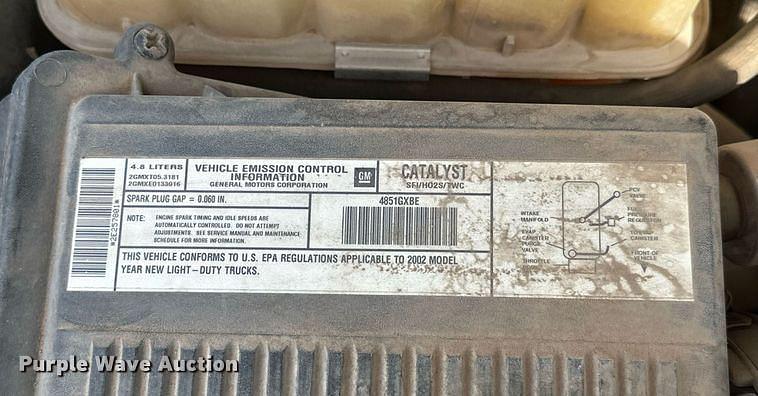 4.8 LITERS
2GMXT05.3181
2GMXE0133916
VEHICLE EMISSION CONTROL
INFORMATION
GENERAL MOTORS CORPORATION
GM
CATALYST
SFI/HO2S/TWC
SPARK PLUG GAP = 0.060 IN.
4851GXBE
NOTE: ENGINE SPARK TIMING AND IDLE SPEEDS ARE
AUTOMATICALLY CONTROLLED. DO NOT ATTEMPT
ADJUSTMENTS. SEE SERVICE MANUAL AND MAINTENANCE
SCHEDULE FOR MORE INFORMATION.
THIS VEHICLE CONFORMS TO U.S. EPA REGULATIONS APPLICABLE TO 2002 MODEL
YEAR NEW LIGHT-DUTY TRUCKS.
PCV
VALVE
INTAKE
MANIFOLD
FUEL
PRESSURE
REGULATOR
EVAP
CANISTER
PURGE
VALVE
TO EVAP
CANISTER
THROTTLE
FRONT OF
VEHICLE
Purple Wave Auction